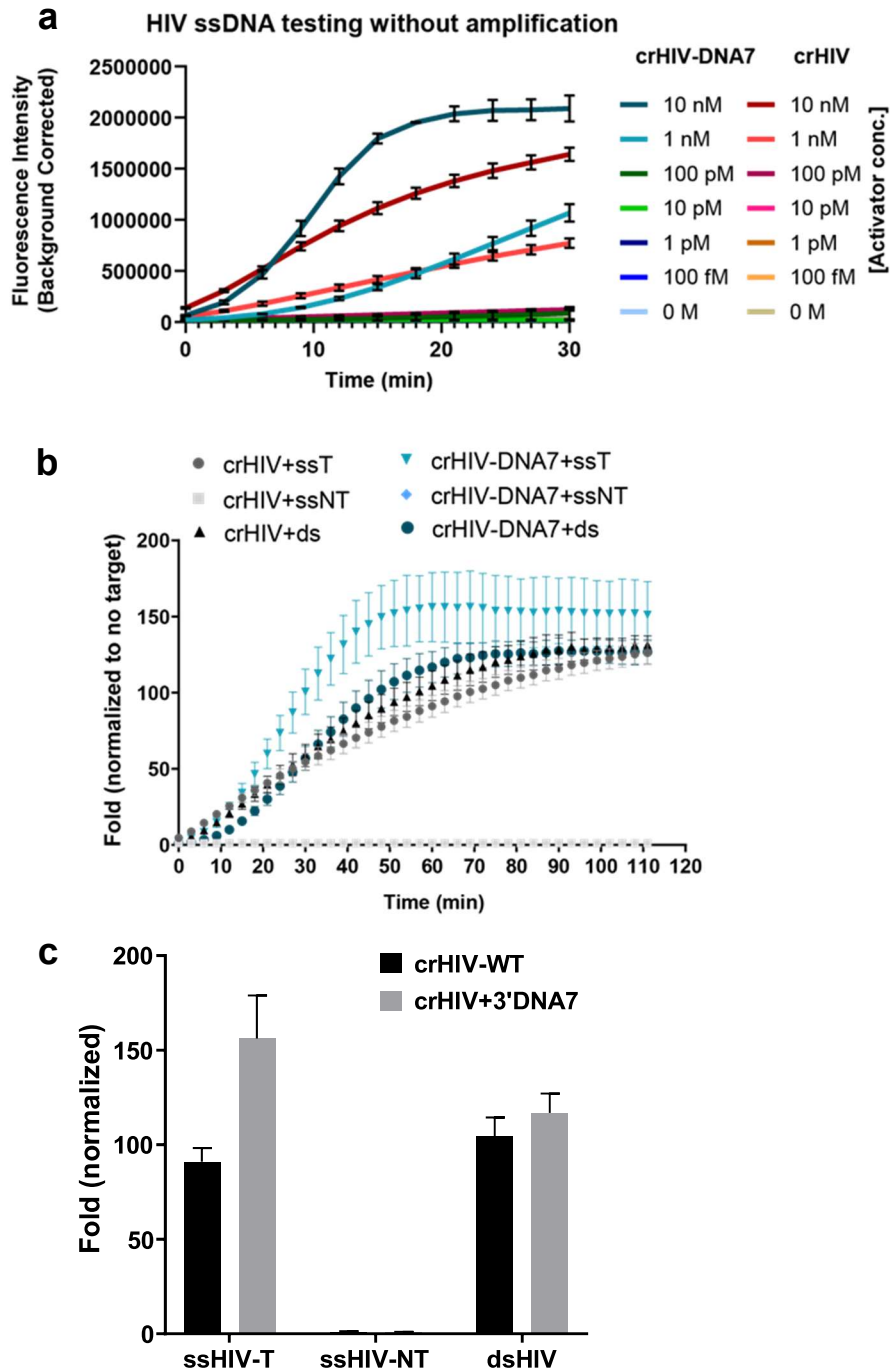 a
HIV ssDNA testing without amplification
Fluorescence Intensity
(Background Corrected)
2500000
2000000
1500000
1000000
500000
0
0 10 20 30
Time (min)
crHIV-DNA7 crHIV
10 nM 10 nM
1 nM 1 nM
100 pM 100 pM
10 pM 10 pM
1 pM 1 pM
100 fM 100 fM
0 M 0 M
[Activator conc.]
b
crHIV+ssT crHIV-DNA7+ssT
crHIV+ssNT crHIV-DNA7+ssNT
crHIV+ds crHIV-DNA7+ds
Fold (normalized to no target)
200
150
100
50
0
0 10 20 30 40 50 60 70 80 90 100 110 120
Time (min)
c
crHIV-WT
crHIV+3'DNA7
Fold (normalized)
200
150
100
50
0
ssHIV-T ssHIV-NT dsHIV